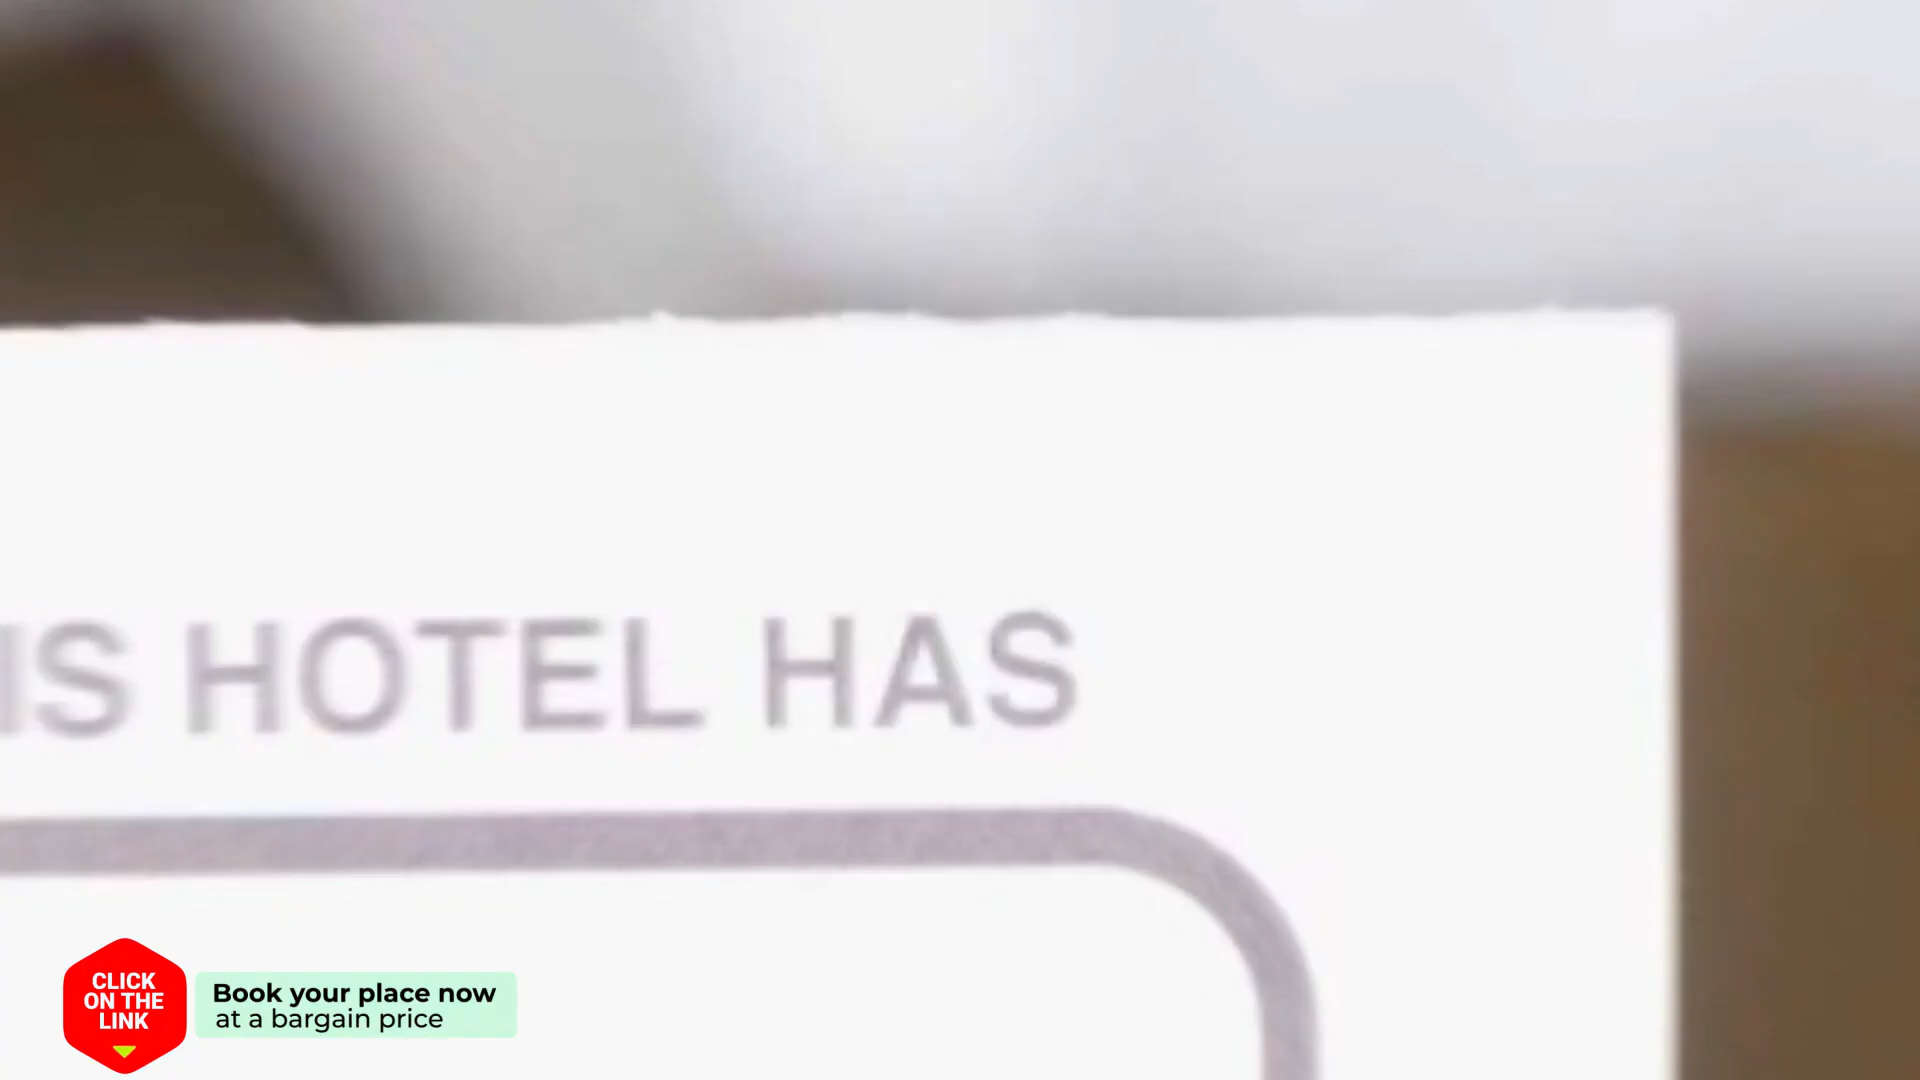 IS HOTEL HAS
CLICK
ON THE
LINK
Book your place now
at a bargain price